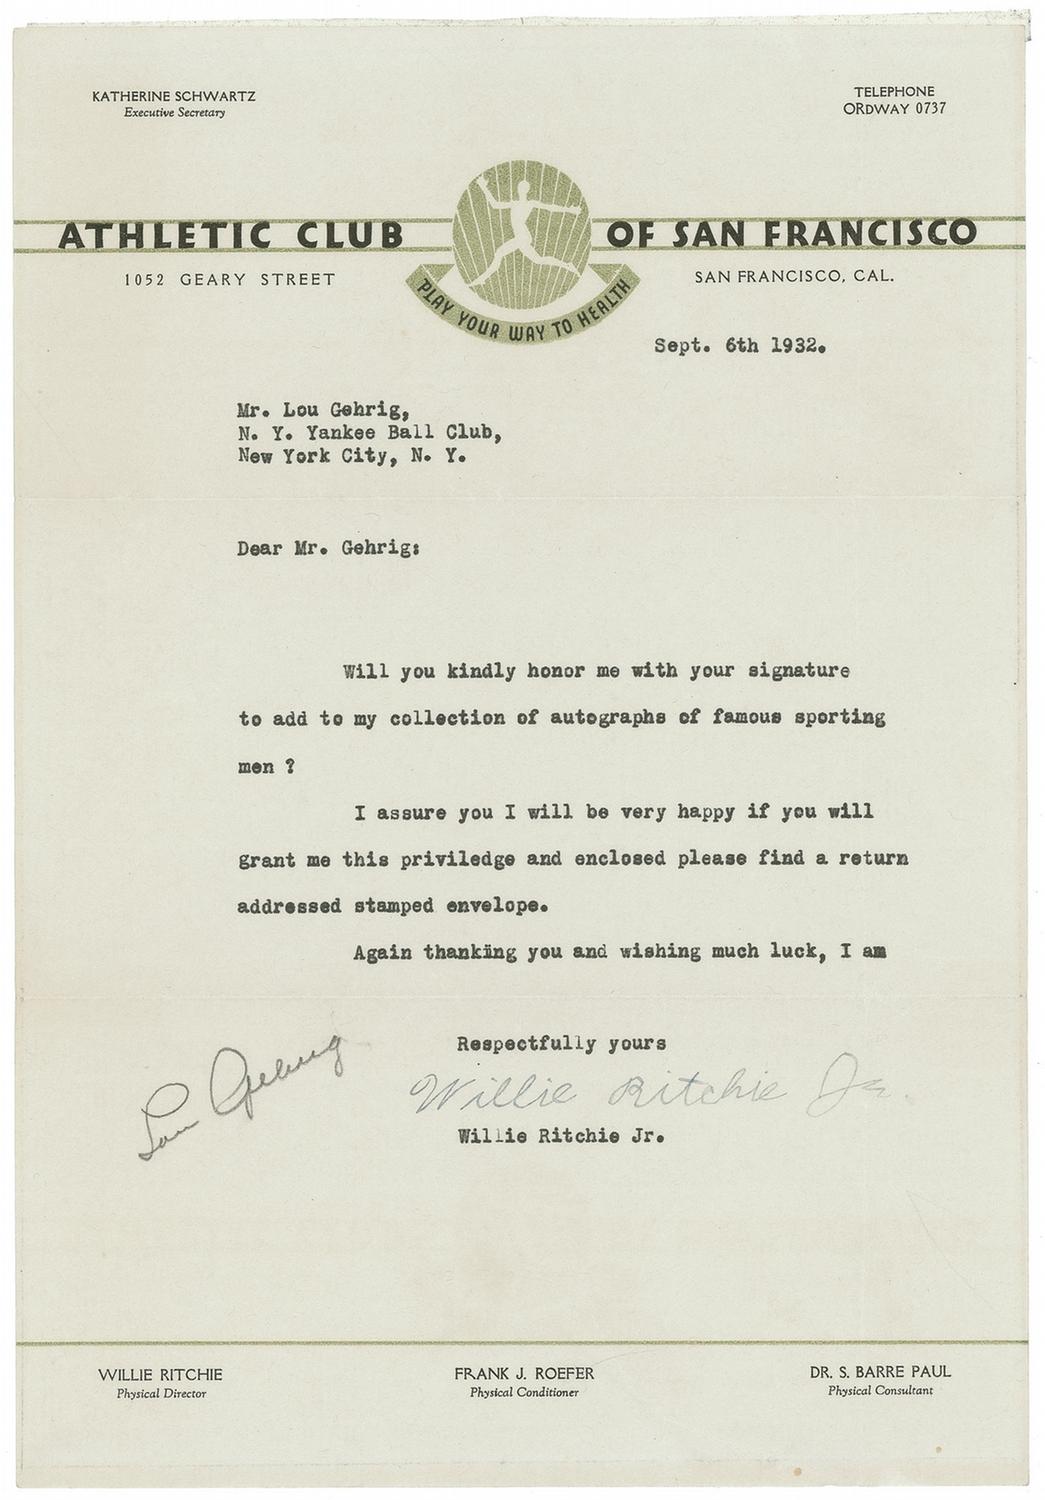 KATHERINE SCHWARTZ
Executive Secretary
TELEPHONE
ORDWAY 0737
ATHLETIC CLUB OF SAN FRANCISCO
1052 GEARY STREET
SAN FRANCISCO, CAL.
PLAY YOUR WAY TO HEALTH
Sept. 6th 1932.
Mr. Lou Gehrig,
N. Y. Yankee Ball Club,
New York City, N. Y.
Dear Mr. Gehrig:
Will you kindly honor me with your signature
to add to my collection of autographs of famous sporting
men ?
I assure you I will be very happy if you will
grant me this priviledge and enclosed please find a return
addressed stamped envelope.
Again thanking you and wishing much luck, I am
Respectfully yours
Lou Gehrig
Willie Ritchie Jr.
Willie Ritchie Jr.
WILLIE RITCHIE
Physical Director
FRANK J. ROEFER
Physical Conditioner
DR. S. BARRE PAUL
Physical Consultant